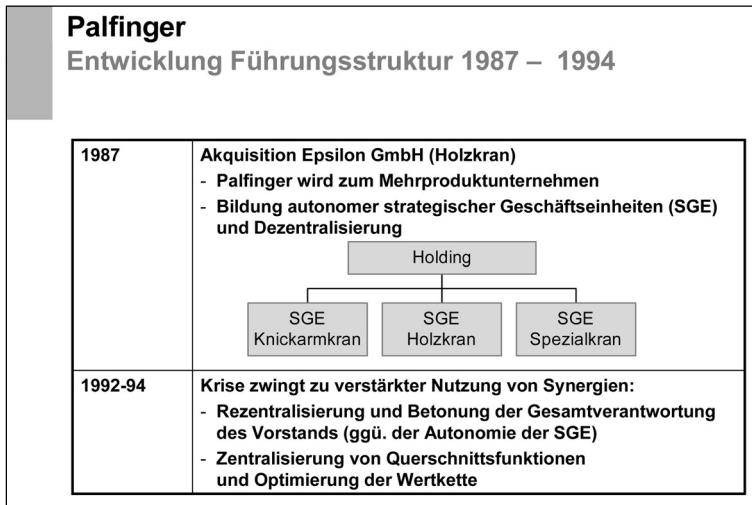 Palfinger
Entwicklung Führungsstruktur 1987 – 1994
1987
Akquisition Epsilon GmbH (Holzkran)
- Palfinger wird zum Mehrproduktunternehmen
- Bildung autonomer strategischer Geschäftseinheiten (SGE)
und Dezentralisierung
Holding
SGE
Knickarmkran
SGE
Holzkran
SGE
Spezialkran
1992-94
Krise zwingt zu verstärkter Nutzung von Synergien:
- Rezentralisierung und Betonung der Gesamtverantwortung
des Vorstands (ggü. der Autonomie der SGE)
- Zentralisierung von Querschnittsfunktionen
und Optimierung der Wertkette